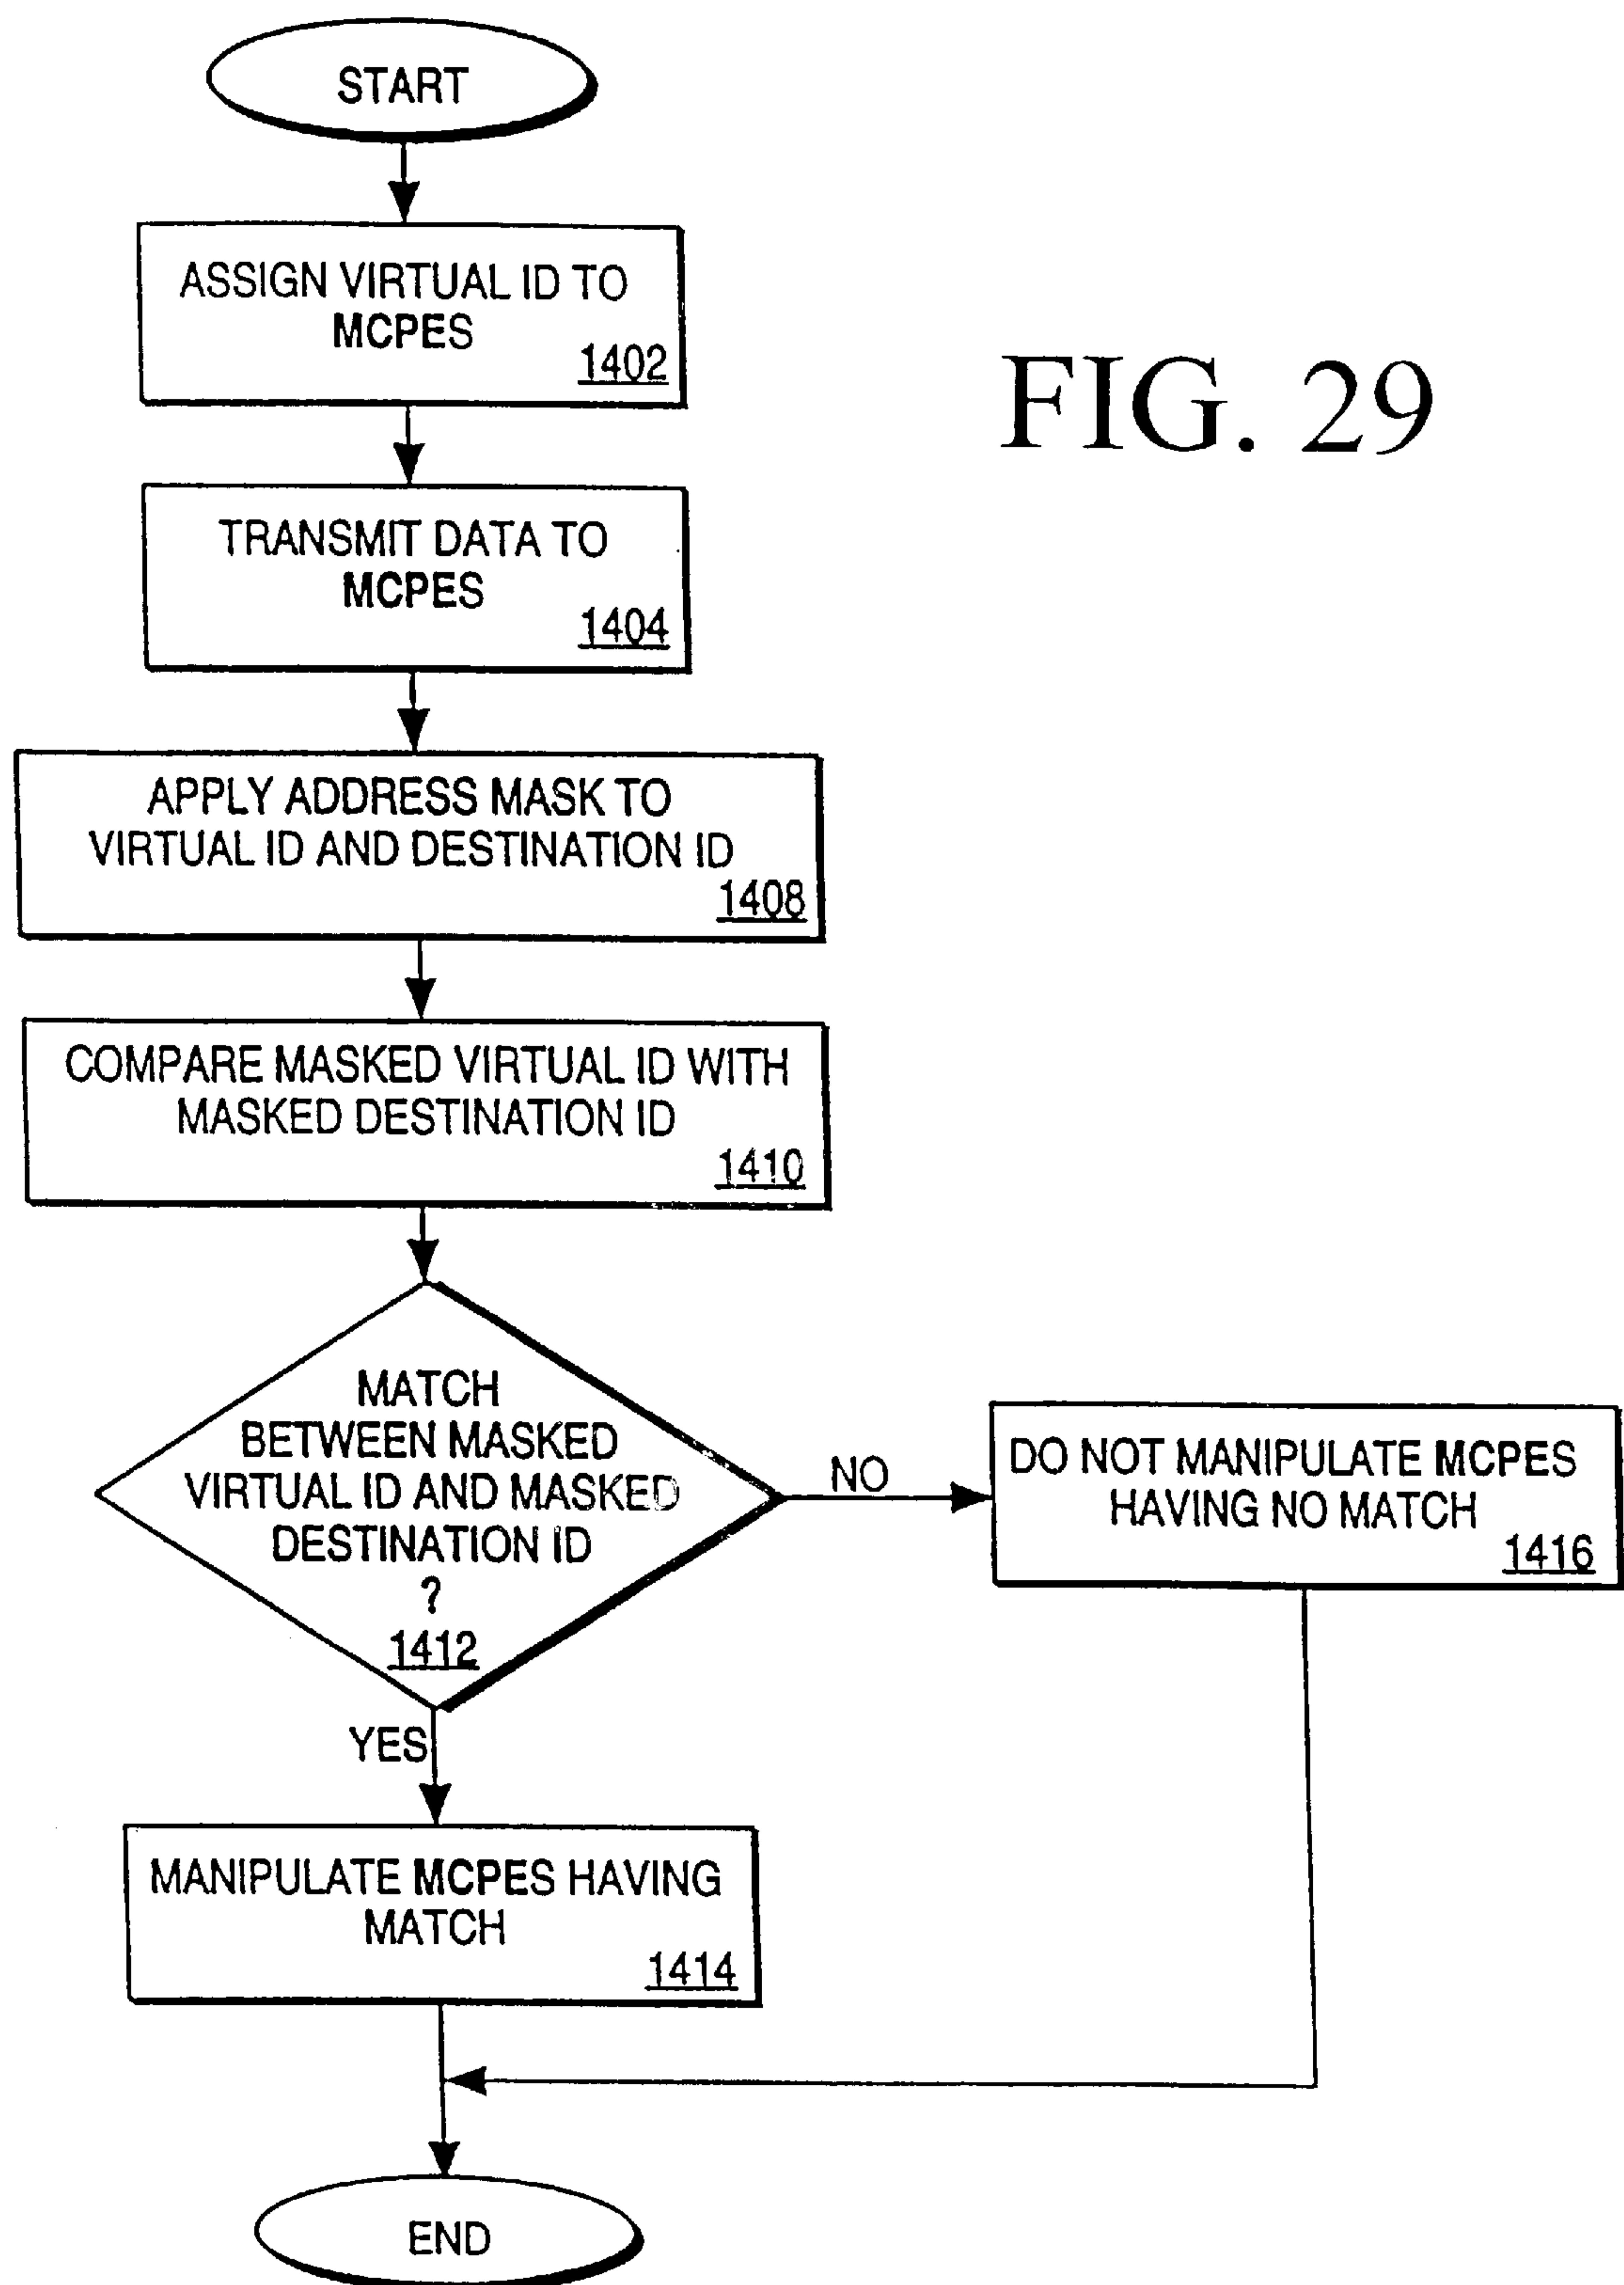 START
ASSIGN VIRTUAL ID TO
MCPES
1402
FIG. 29
TRANSMIT DATA TO
MCPES
1404
APPLY ADDRESS MASK TO
VIRTUAL ID AND DESTINATION ID
1408
COMPARE MASKED VIRTUAL ID WITH
MASKED DESTINATION ID
1410
MATCH
BETWEEN MASKED
VIRTUAL ID AND MASKED
DESTINATION ID
?
1412
NO
DO NOT MANIPULATE MCPES
HAVING NO MATCH
1416
YES
MANIPULATE MCPES HAVING
MATCH
1414
END